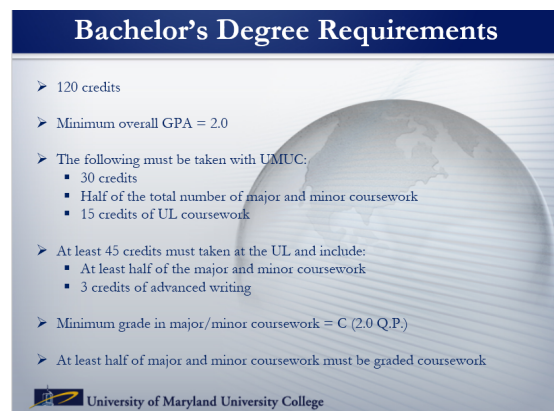 Bachelor's Degree Requirements
➢ 120 credits
➢ Minimum overall GPA = 2.0
➢ The following must be taken with UMUC:
▪ 30 credits
▪ Half of the total number of major and minor coursework
▪ 15 credits of UL coursework
➢ At least 45 credits must taken at the UL and include:
▪ At least half of the major and minor coursework
▪ 3 credits of advanced writing
➢ Minimum grade in major/minor coursework = C (2.0 Q.P.)
➢ At least half of major and minor coursework must be graded coursework
University of Maryland University College